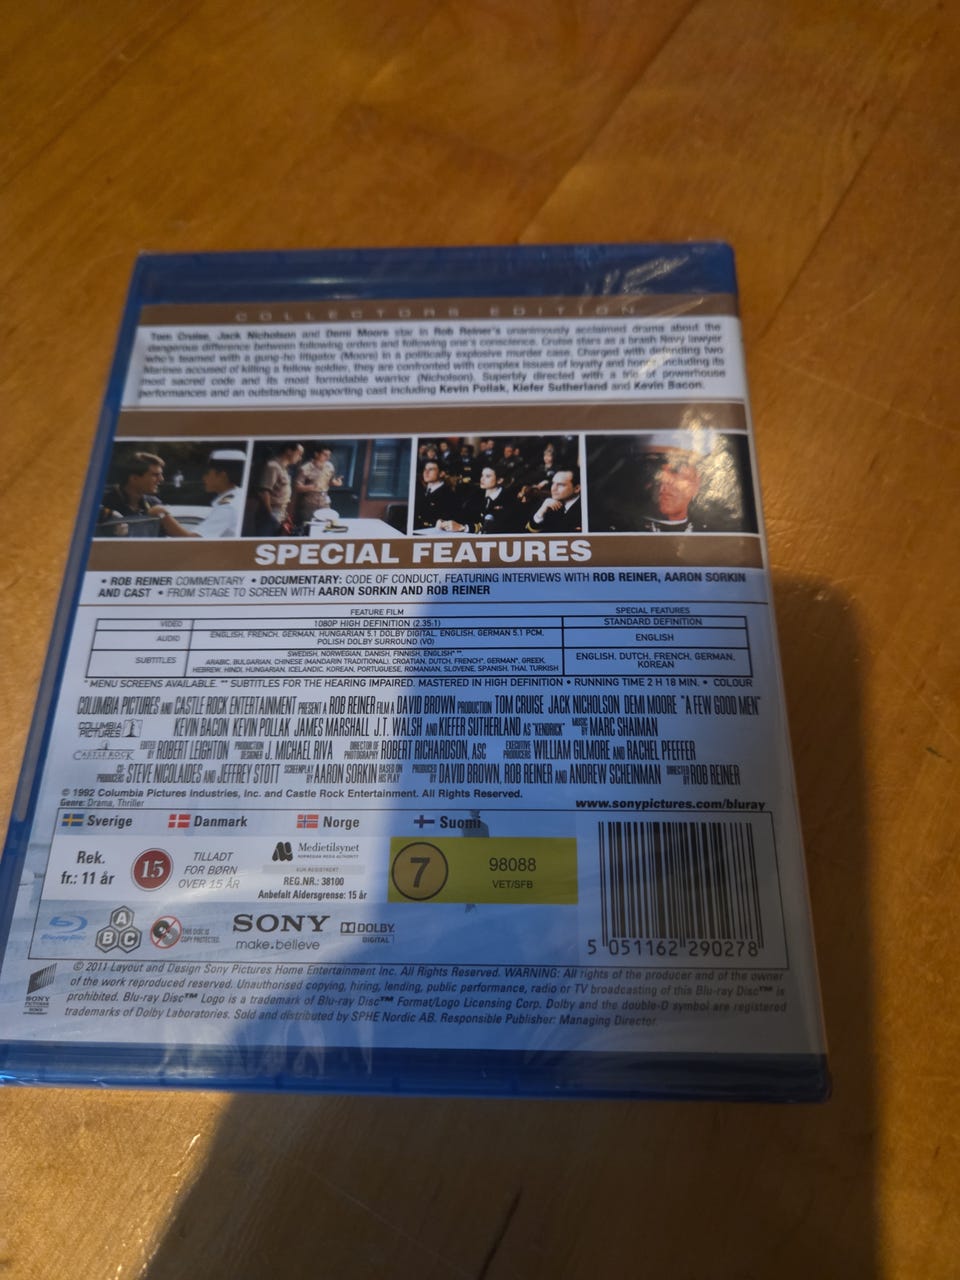 COLLECTORS EDITION
Tom Cruise, Jack Nicholson and Demi Moore star in Rob Reiner's unanimously acclaimed drama about the
dangerous difference between following orders and following one's conscience. Cruise stars as a brash Navy lawyer
who's teamed with a gung-ho litigator (Moore) in a politically explosive murder case. Charged with defending two
Marines accused of killing a fellow soldier, they are confronted with complex issues of loyalty and honor, including its
most sacred code and its most formidable warrior (Nicholson). Superbly directed with a trio of powerhouse
performances and an outstanding supporting cast including Kevin Pollak, Kiefer Sutherland and Kevin Bacon.
SPECIAL FEATURES
• ROB REINER COMMENTARY • DOCUMENTARY: CODE OF CONDUCT, FEATURING INTERVIEWS WITH ROB REINER, AARON SORKIN
AND CAST • FROM STAGE TO SCREEN WITH AARON SORKIN AND ROB REINER
FEATURE FILM SPECIAL FEATURES
VIDEO 1080P HIGH DEFINITION (2.35:1) STANDARD DEFINITION
AUDIO ENGLISH, FRENCH, GERMAN, HUNGARIAN 5.1 DOLBY DIGITAL, ENGLISH, GERMAN 5.1 PCM,
POLISH DOLBY SURROUND (VO) ENGLISH
SUBTITLES SWEDISH, NORWEGIAN, DANISH, FINNISH, ENGLISH* **,
ARABIC, BULGARIAN, CHINESE (MANDARIN TRADITIONAL), CROATIAN, DUTCH, FRENCH*, GERMAN*, GREEK,
HEBREW, HINDI, HUNGARIAN, ICELANDIC, KOREAN, PORTUGUESE, ROMANIAN, SLOVENE, SPANISH, THAI, TURKISH
ENGLISH, DUTCH, FRENCH, GERMAN,
KOREAN
* MENU SCREENS AVAILABLE. ** SUBTITLES FOR THE HEARING IMPAIRED. MASTERED IN HIGH DEFINITION • RUNNING TIME 2 H 18 MIN. • COLOUR
COLUMBIA PICTURES AND CASTLE ROCK ENTERTAINMENT PRESENT A ROB REINER FILM A DAVID BROWN PRODUCTION TOM CRUISE JACK NICHOLSON DEMI MOORE "A FEW GOOD MEN"
COLUMBIA PICTURES KEVIN BACON KEVIN POLLAK JAMES MARSHALL J.T. WALSH AND KIEFER SUTHERLAND AS "KENDRICK" MUSIC BY MARC SHAIMAN
CASTLE ROCK EDITED BY ROBERT LEIGHTON PRODUCTION DESIGNER J. MICHAEL RIVA DIRECTOR OF PHOTOGRAPHY ROBERT RICHARDSON, ASC EXECUTIVE PRODUCERS WILLIAM GILMORE AND RACHEL PFEFFER
CO-PRODUCERS STEVE NICOLAIDES AND JEFFREY STOTT SCREENPLAY BY AARON SORKIN BASED ON HIS PLAY PRODUCED BY DAVID BROWN, ROB REINER AND ANDREW SCHEINMAN DIRECTED BY ROB REINER
© 1992 Columbia Pictures Industries, Inc. and Castle Rock Entertainment. All Rights Reserved.
Genre: Drama, Thriller
www.sonypictures.com/bluray
Sverige Danmark Norge Suomi
Rek.
fr.: 11 år
15
TILLADT
FOR BØRN
OVER 15 ÅR
Medietilsynet
NORWEGIAN MEDIA AUTHORITY
KUN REGISTRERT
REG.NR.: 38100
Anbefalt Aldersgrense: 15 år
7
98088
VET/SFB
Blu-ray Disc
A
B C
THIS DISC IS
COPY PROTECTED
SONY
make.believe
DOLBY
DIGITAL
5 051162 290278
SONY
PICTURES
© 2011 Layout and Design Sony Pictures Home Entertainment Inc. All Rights Reserved. WARNING: All rights of the producer and of the owner
of the work reproduced reserved. Unauthorised copying, hiring, lending, public performance, radio or TV broadcasting of this Blu-ray Disc™ is
prohibited. Blu-ray Disc™ Logo is a trademark of Blu-ray Disc™ Format/Logo Licensing Corp. Dolby and the double-D symbol are registered
trademarks of Dolby Laboratories. Sold and distributed by SPHE Nordic AB. Responsible Publisher: Managing Director